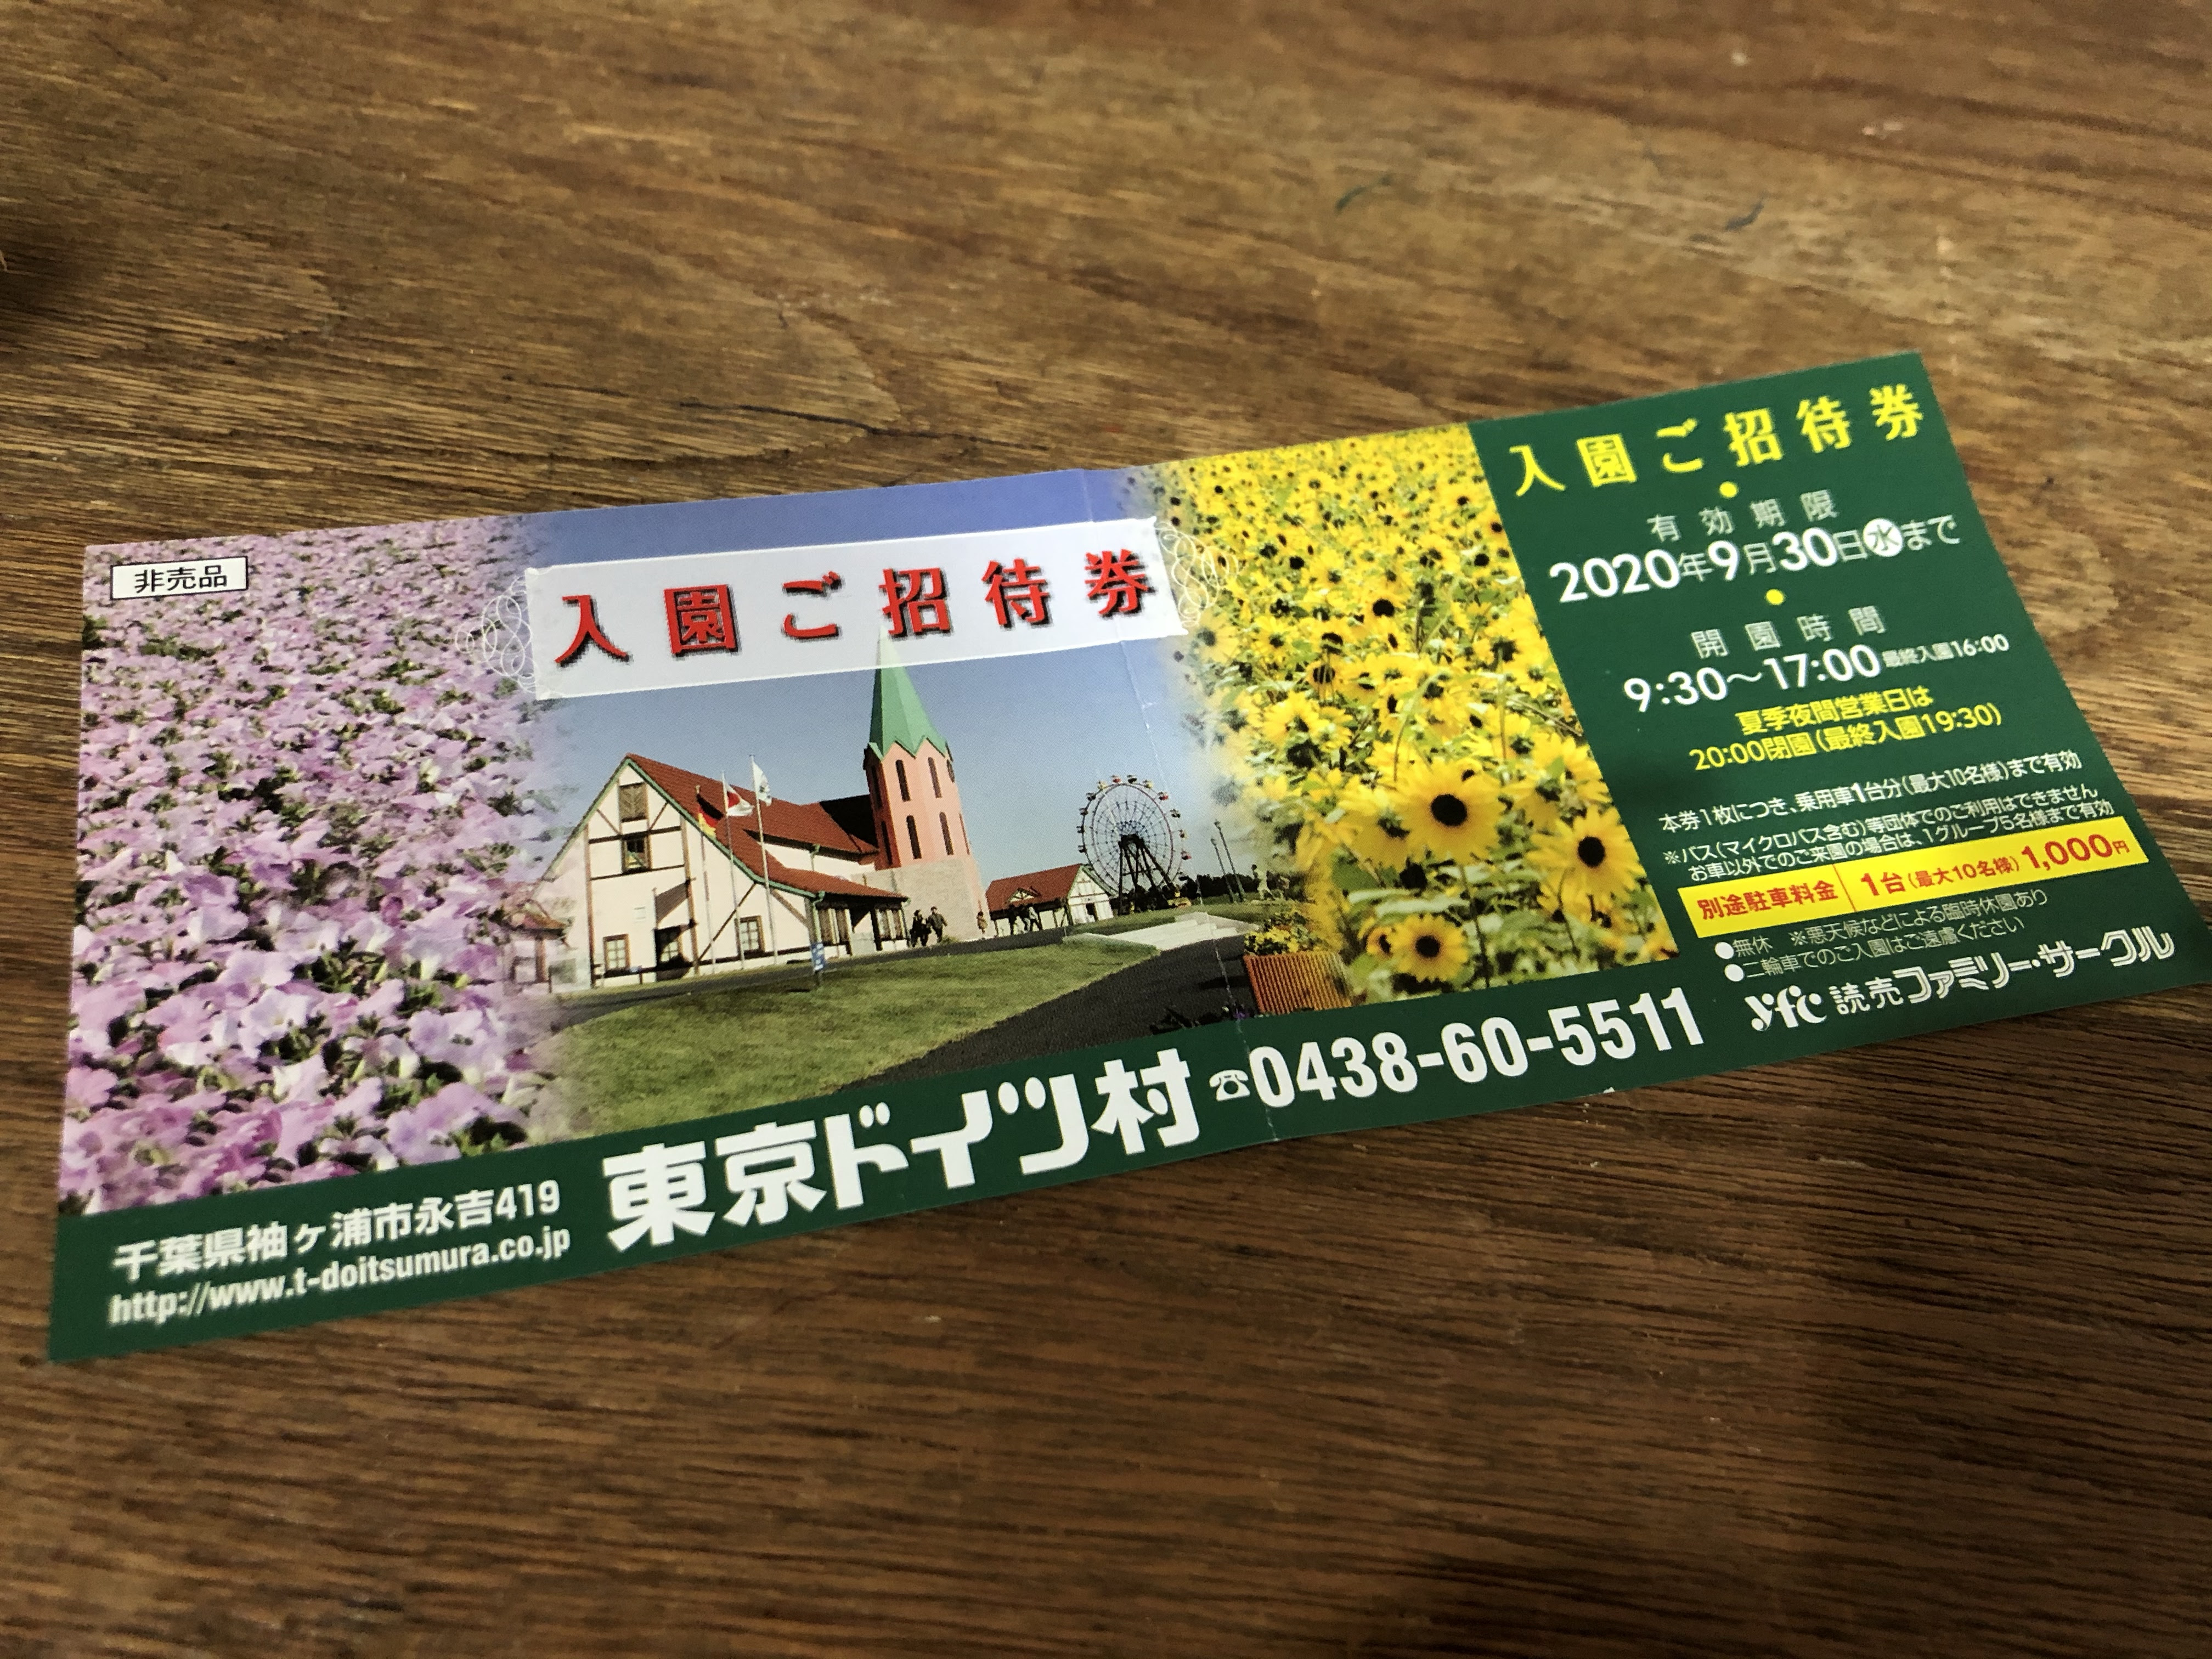 非売品
入園ご招待券
千葉県袖ヶ浦市永吉419
http://www.t-doitsumura.co.jp
東京ドイツ村 ☎0438-60-5511
入園ご招待券
有効期限
2020年9月30日水まで
開園時間
9:30～17:00最終入園16:00
夏季夜間営業日は
20:00閉園(最終入園19:30)
本券1枚につき、乗用車1台分(最大10名様)まで有効
※バス(マイクロバス含む)等団体でのご利用はできません
お車以外でのご来園の場合は、1グループ5名様まで有効
別途駐車料金 1台(最大10名様)1,000円
●無休 ※悪天候などによる臨時休園あり
●二輪車でのご入園はご遠慮ください
yfc 読売ファミリー・サークル